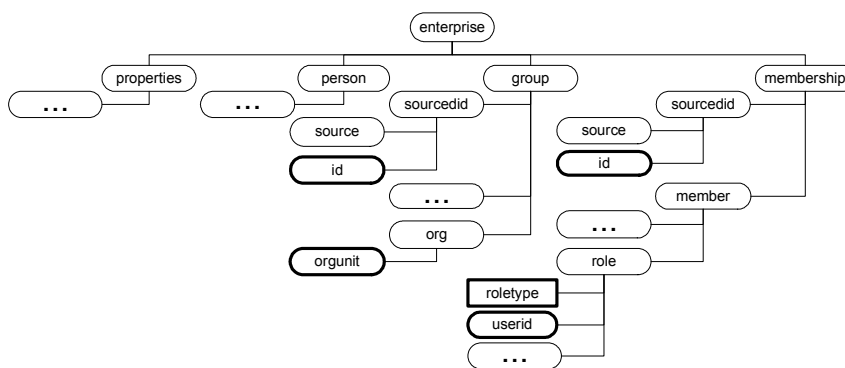 enterprise
properties
person
group
membership
...
...
sourcedid
sourcedid
source
source
id
id
...
member
org
...
orgunit
role
roletype
userid
...